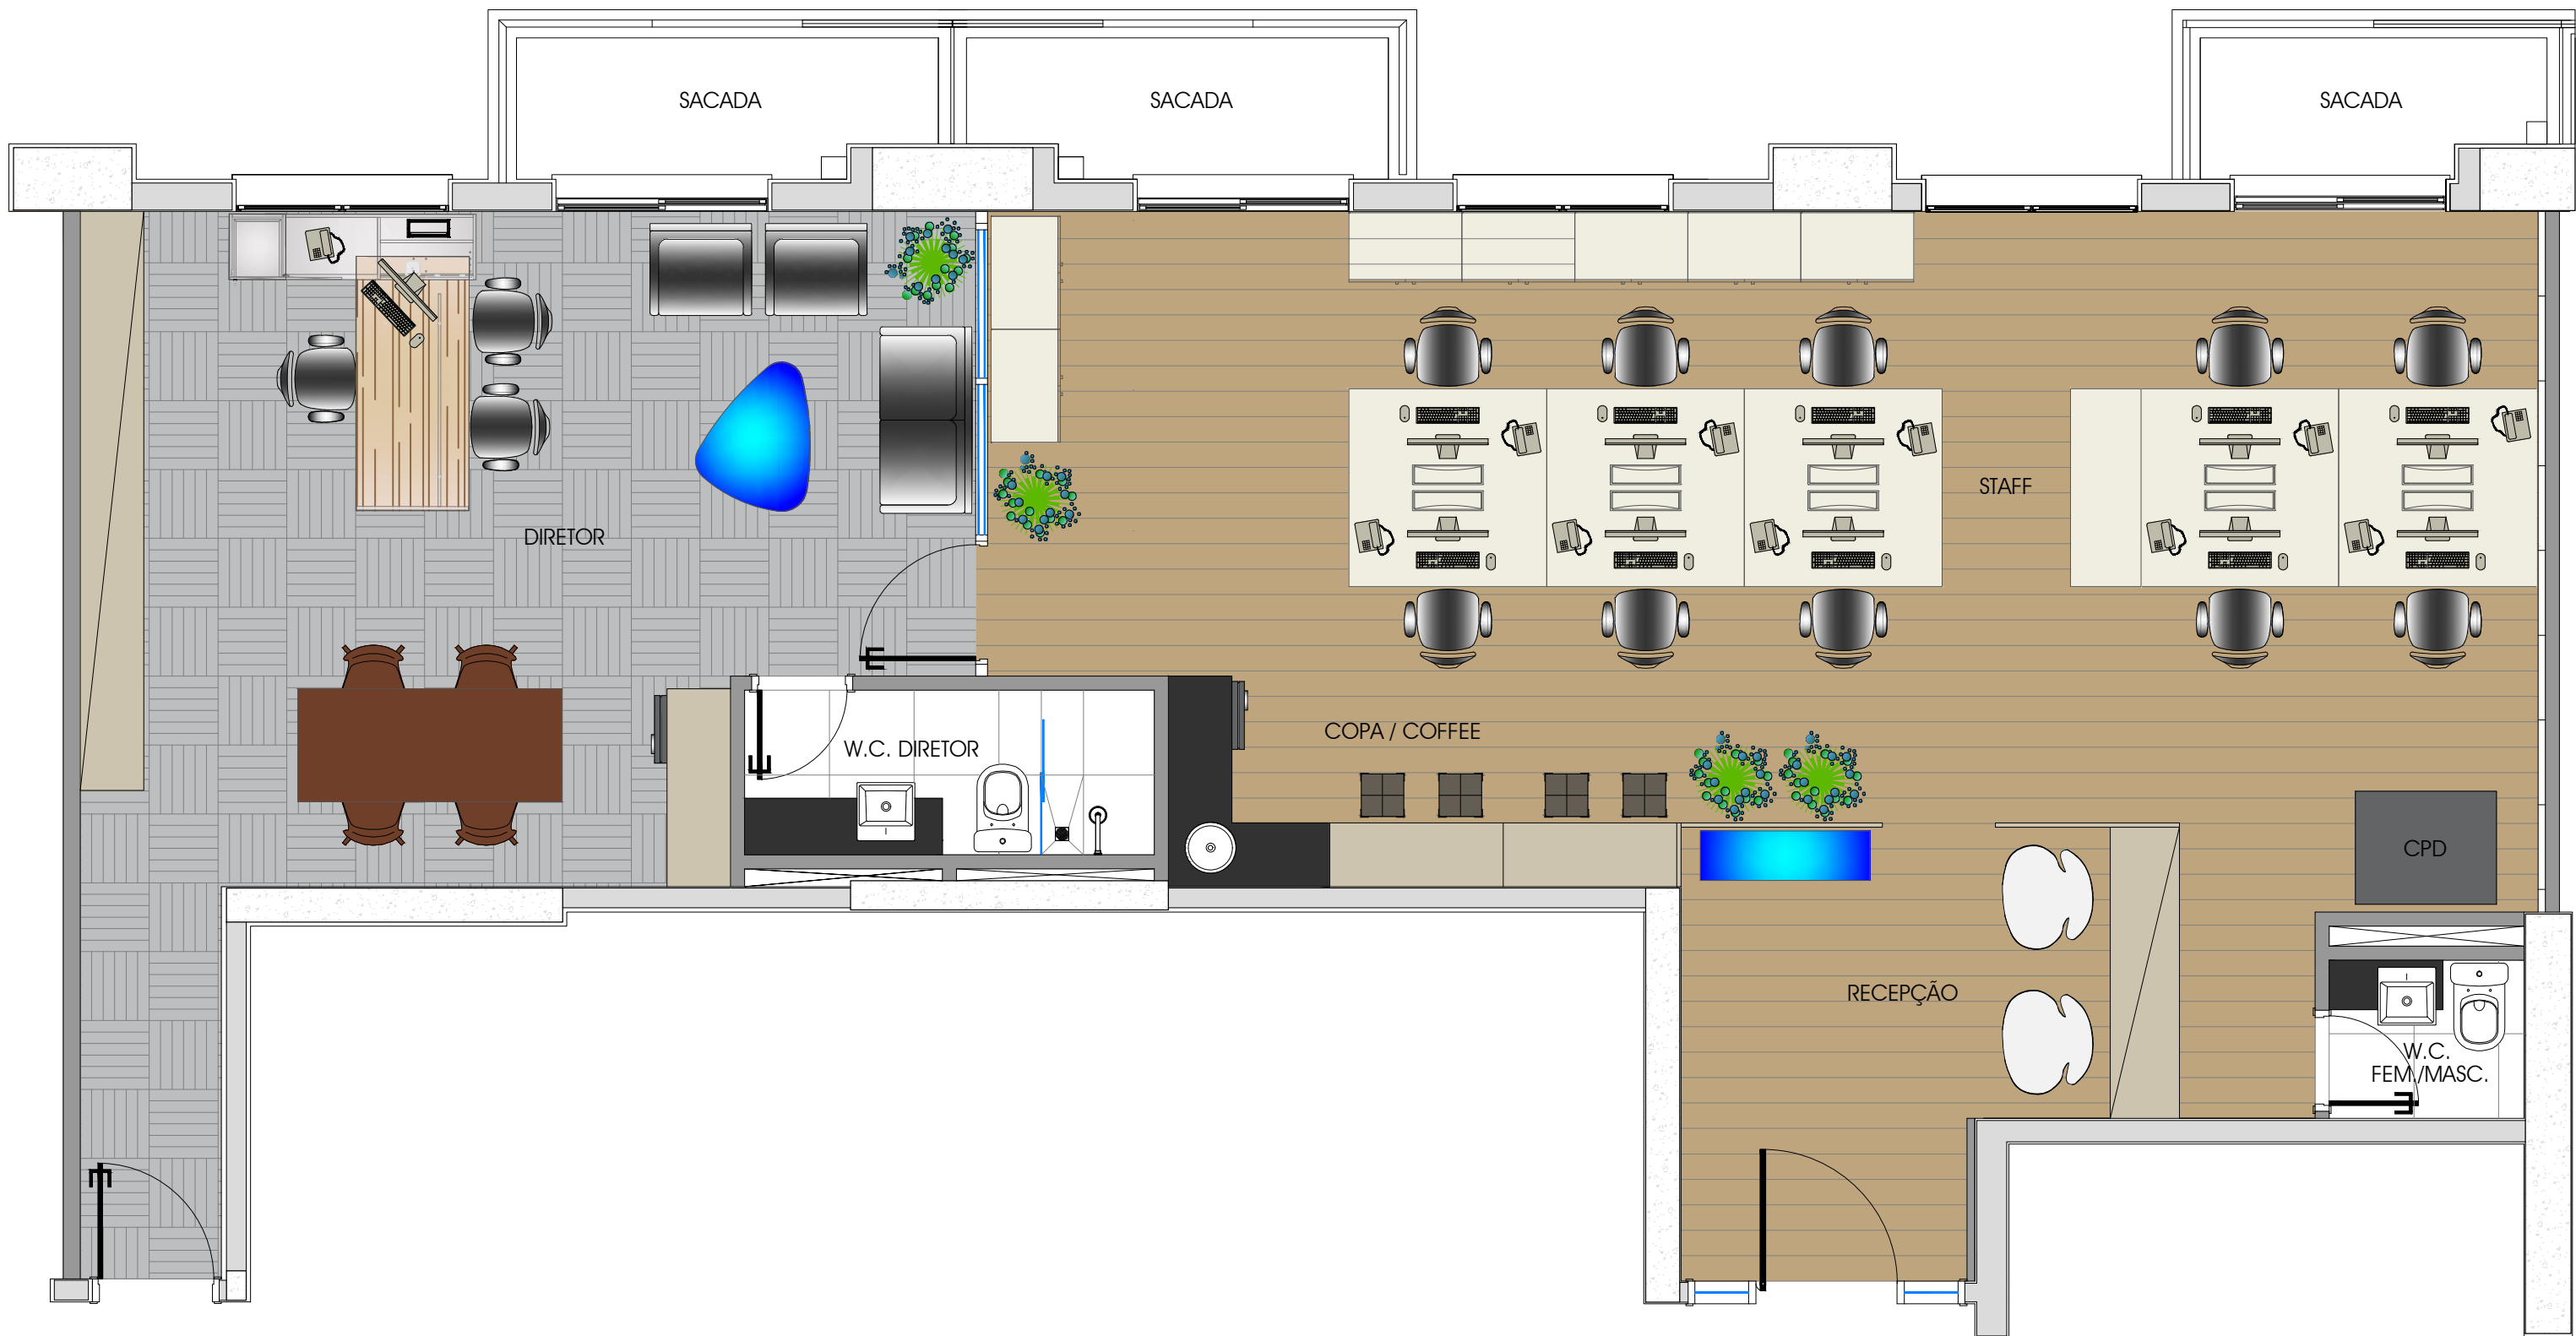 SACADA
SACADA
SACADA
STAFF
DIRETOR
COPA / COFFEE
W.C. DIRETOR
CPD
RECEPÇÃO
W.C.
FEM./MASC.